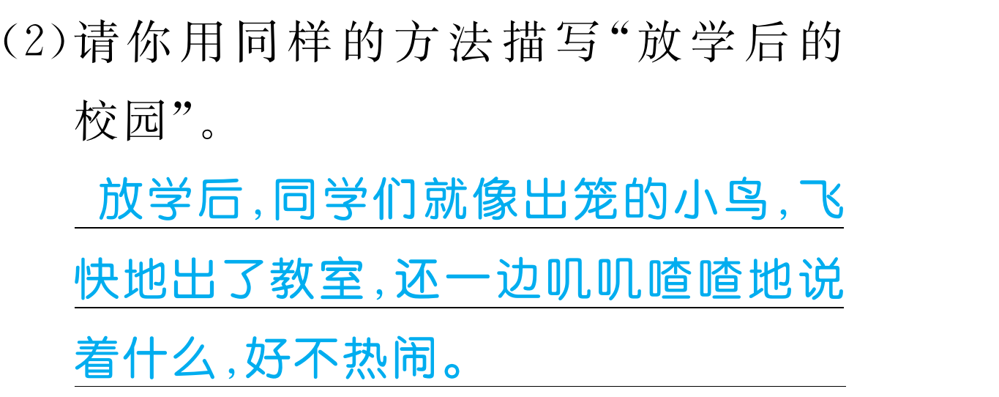 (2)请你用同样的方法描写“放学后的
校园”。
放学后,同学们就像出笼的小鸟,飞
快地出了教室,还一边叽叽喳喳地说
着什么,好不热闹。